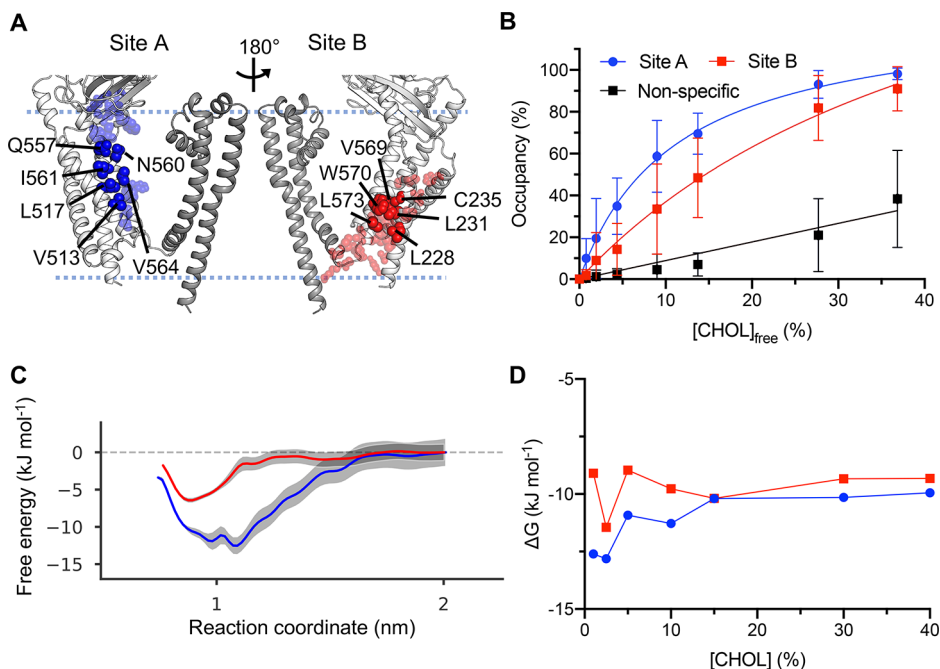 A
Site A
180°
Site B
Q557
N560
I561
L517
V513
V564
V569
W570
L573
C235
L231
L228
B
Site A
Site B
Non-specific
Occupancy (%)
100
80
60
40
20
0
0
10
20
30
40
[CHOL]free (%)
C
Free energy (kJ mol-1)
0
−5
−10
−15
1
2
Reaction coordinate (nm)
D
ΔG (kJ mol-1)
-5
-10
-15
0
10
20
30
40
[CHOL] (%)